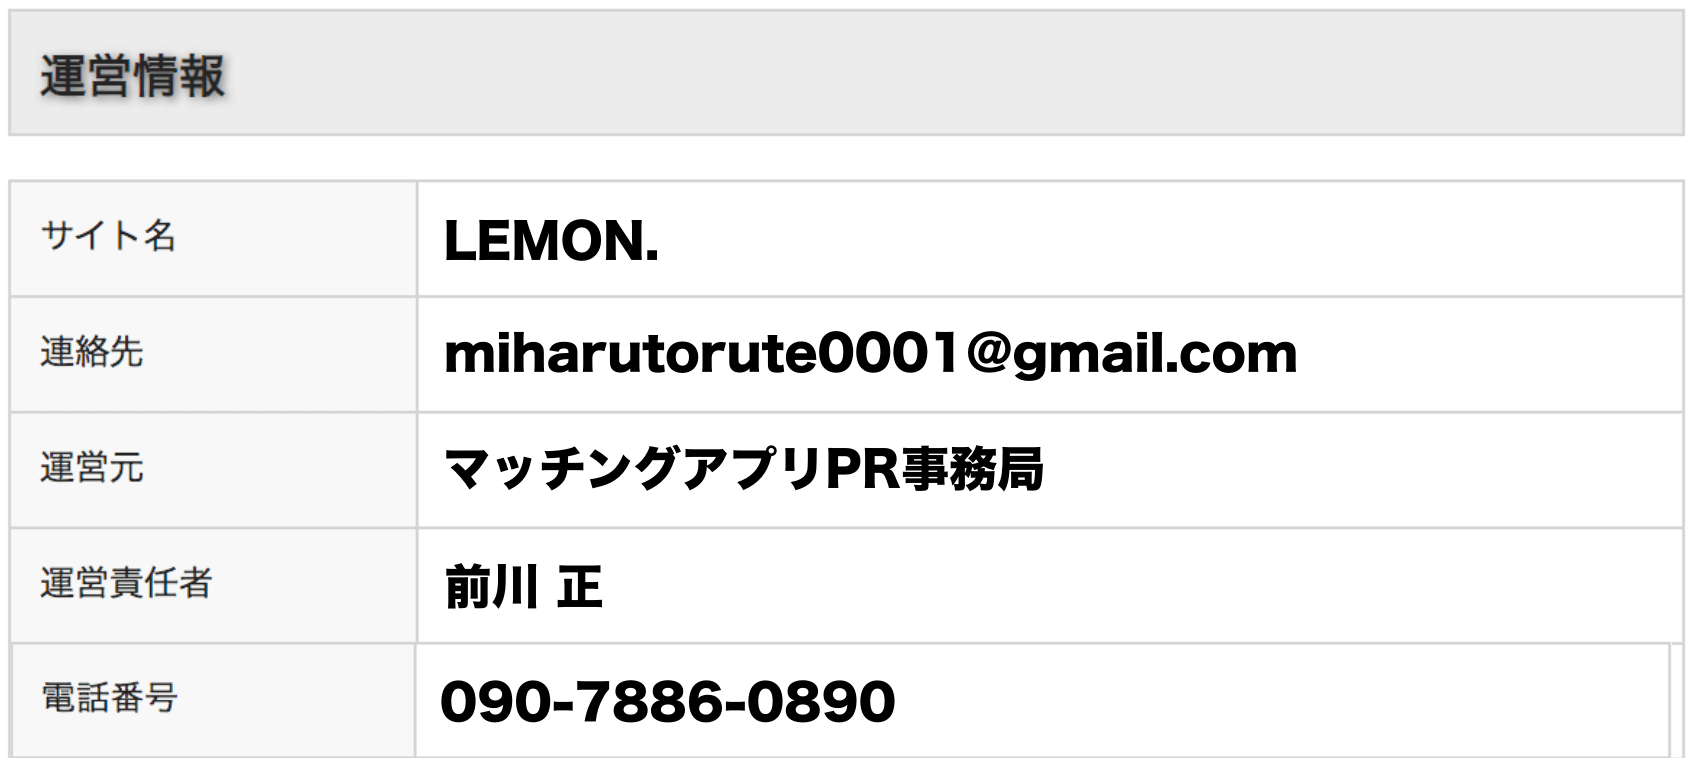 運営情報
サイト名 LEMON.
連絡先 miharutorute0001@gmail.com
運営元 マッチングアプリPR事務局
運営責任者 前川 正
電話番号 090-7886-0890